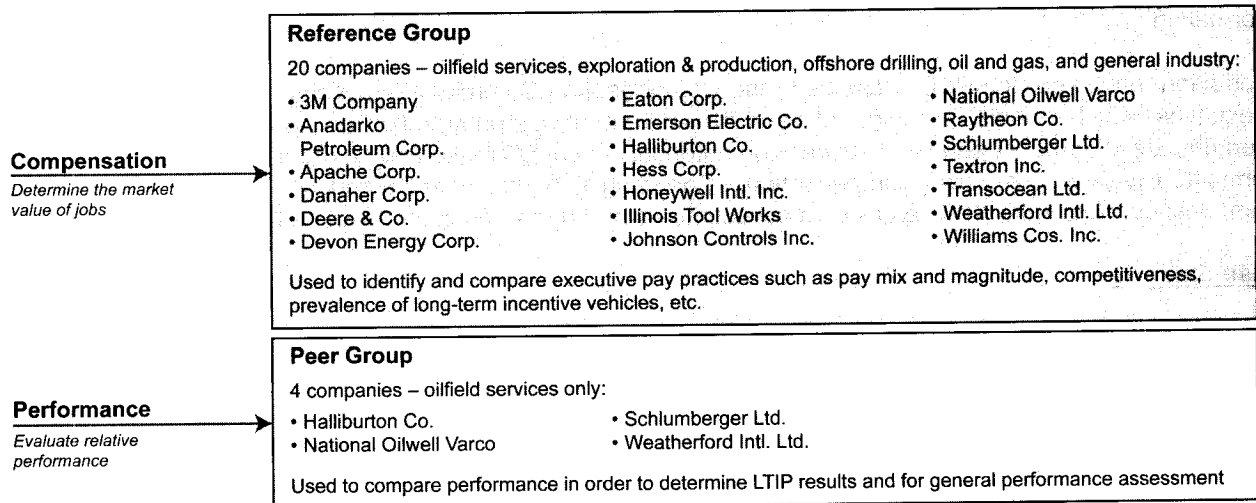 Compensation
Determine the market
value of jobs
Reference Group
20 companies – oilfield services, exploration & production, offshore drilling, oil and gas, and general industry:
• 3M Company
• Anadarko
Petroleum Corp.
• Apache Corp.
• Danaher Corp.
• Deere & Co.
• Devon Energy Corp.
• Eaton Corp.
• Emerson Electric Co.
• Halliburton Co.
• Hess Corp.
• Honeywell Intl. Inc.
• Illinois Tool Works
• Johnson Controls Inc.
• National Oilwell Varco
• Raytheon Co.
• Schlumberger Ltd.
• Textron Inc.
• Transocean Ltd.
• Weatherford Intl. Ltd.
• Williams Cos. Inc.
Used to identify and compare executive pay practices such as pay mix and magnitude, competitiveness,
prevalence of long-term incentive vehicles, etc.
Performance
Evaluate relative
performance
Peer Group
4 companies – oilfield services only:
• Halliburton Co.
• National Oilwell Varco
• Schlumberger Ltd.
• Weatherford Intl. Ltd.
Used to compare performance in order to determine LTIP results and for general performance assessment